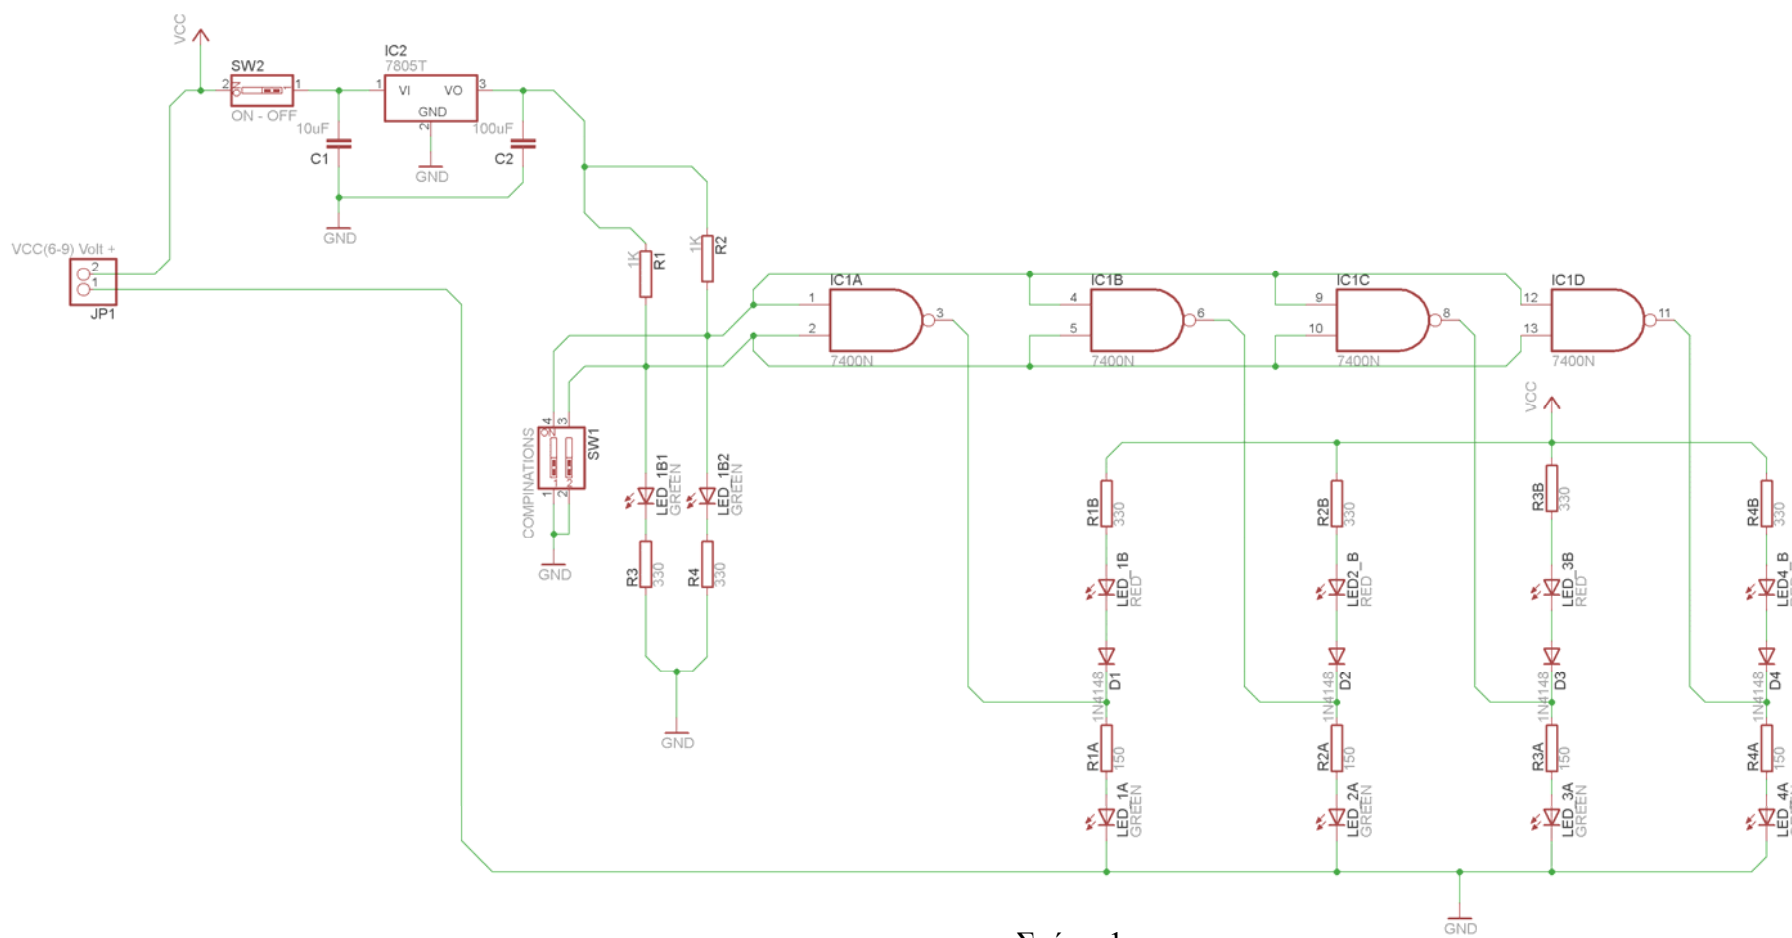 VCC
SW2
2
1
ON
1
ON - OFF
IC2
7805T
1
VI
VO
3
GND
2
GND
10uF
C1
100uF
C2
GND
VCC(6-9) Volt +
2
1
JP1
1K
R1
1K
R2
IC1A
1
2
3
7400N
IC1B
4
5
6
7400N
IC1C
9
10
8
7400N
IC1D
12
13
11
7400N
COMPINATIONS
4
3
ON
1
2
SW1
1
2
GND
LED_1B1
GREEN
LED_1B2
GREEN
R3
330
R4
330
GND
VCC
R1B
330
R2B
330
R3B
330
R4B
330
LED_1B
RED
LED2_B
RED
LED_3B
RED
LED4_B
1N4148
D1
1N4148
D2
1N4148
D3
1N4148
D4
R1A
150
R2A
150
R3A
150
R4A
150
LED_1A
GREEN
LED_2A
GREEN
LED_3A
GREEN
LED_4A
GND